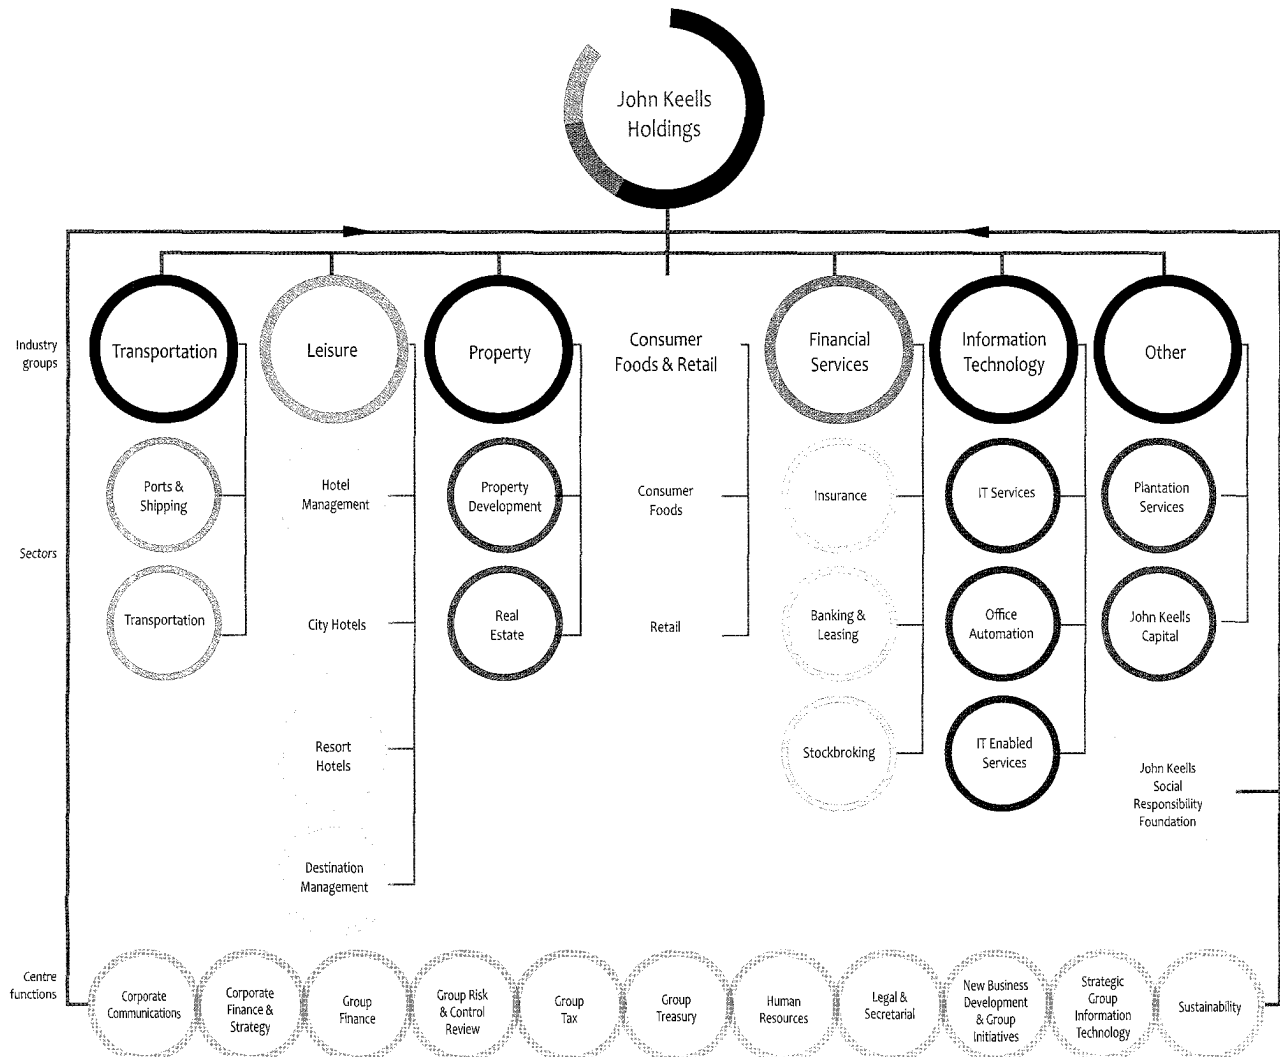 John Keells
Holdings
Industry
groups
Transportation
Leisure
Property
Consumer
Foods & Retail
Financial
Services
Information
Technology
Other
Sectors
Ports &
Shipping
Hotel
Management
Property
Development
Consumer
Foods
Insurance
IT Services
Plantation
Services
Transportation
City Hotels
Real
Estate
Retail
Banking &
Leasing
Office
Automation
John Keells
Capital
Resort
Hotels
Stockbroking
IT Enabled
Services
John Keells
Social
Responsibility
Foundation
Destination
Management
Centre
functions
Corporate
Communications
Corporate
Finance &
Strategy
Group
Finance
Group Risk
& Control
Review
Group
Tax
Group
Treasury
Human
Resources
Legal &
Secretarial
New Business
Development
& Group
Initiatives
Strategic
Group
Information
Technology
Sustainability